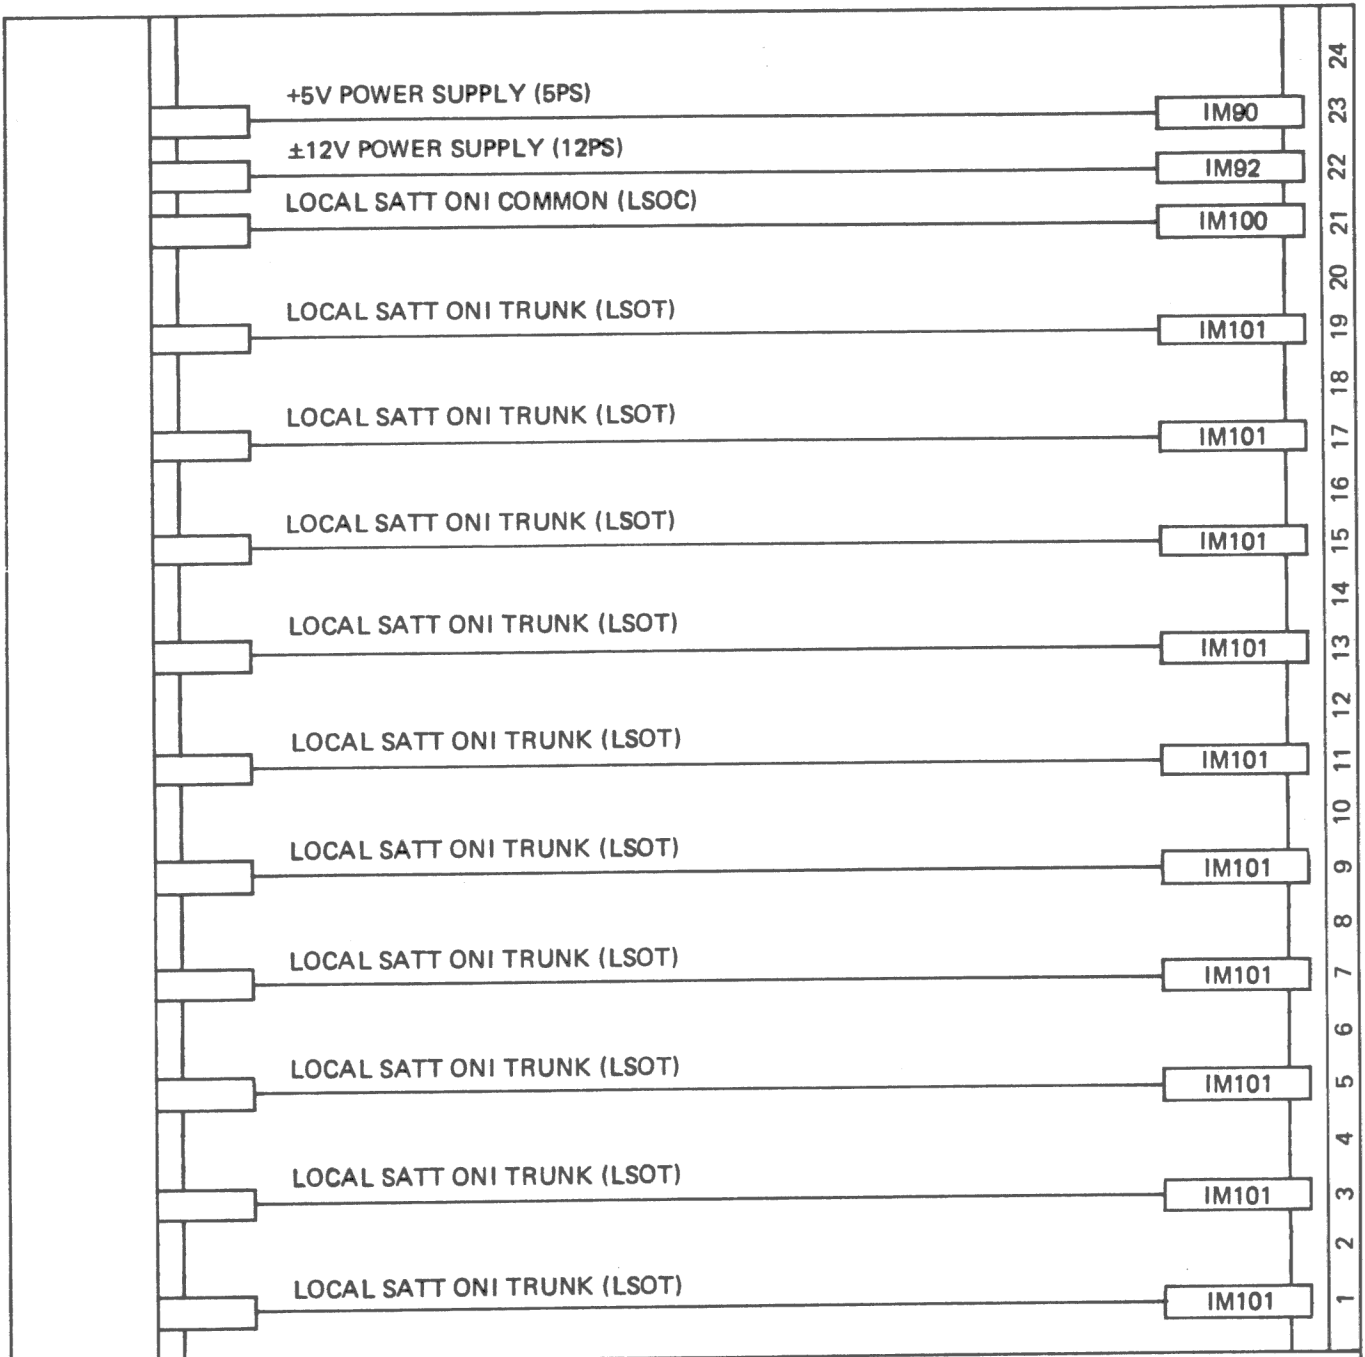 24
+5V POWER SUPPLY (5PS)
IM90
23
±12V POWER SUPPLY (12PS)
IM92
22
LOCAL SATT ONI COMMON (LSOC)
IM100
21
20
LOCAL SATT ONI TRUNK (LSOT)
IM101
19
18
LOCAL SATT ONI TRUNK (LSOT)
IM101
17
16
LOCAL SATT ONI TRUNK (LSOT)
IM101
15
14
LOCAL SATT ONI TRUNK (LSOT)
IM101
13
12
LOCAL SATT ONI TRUNK (LSOT)
IM101
11
10
LOCAL SATT ONI TRUNK (LSOT)
IM101
9
8
LOCAL SATT ONI TRUNK (LSOT)
IM101
7
6
LOCAL SATT ONI TRUNK (LSOT)
IM101
5
4
LOCAL SATT ONI TRUNK (LSOT)
IM101
3
2
LOCAL SATT ONI TRUNK (LSOT)
IM101
1